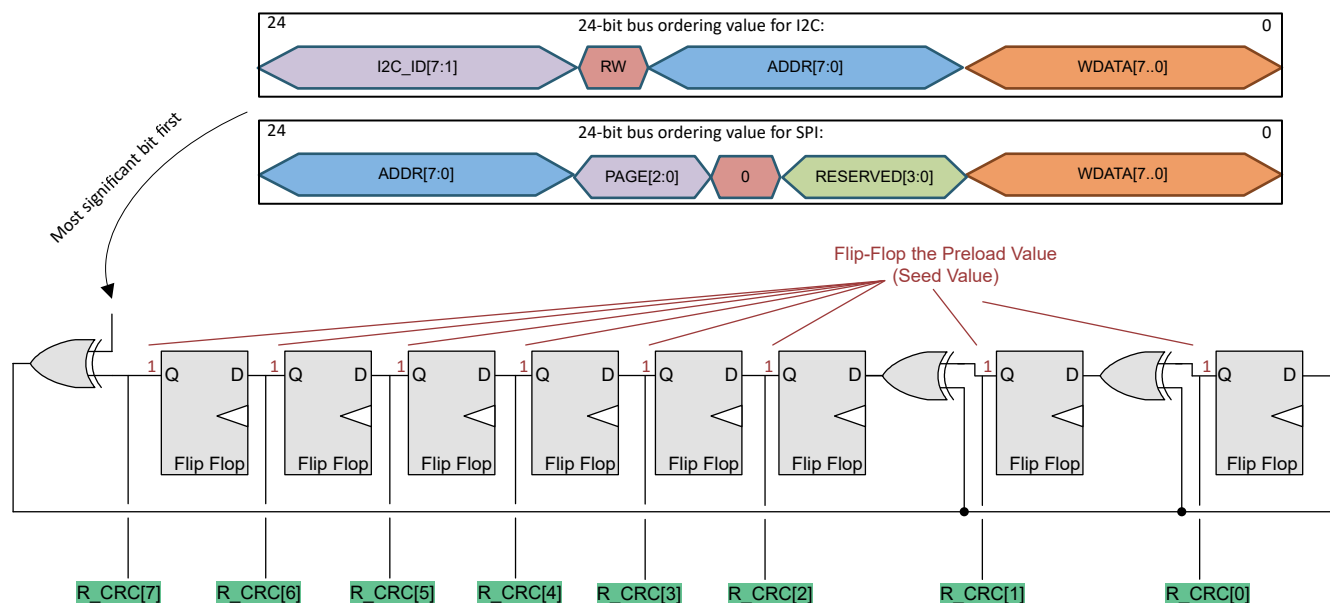 24
24-bit bus ordering value for I2C:
0
I2C_ID[7:1]
RW
ADDR[7:0]
WDATA[7..0]
24
24-bit bus ordering value for SPI:
0
ADDR[7:0]
PAGE[2:0]
0
RESERVED[3:0]
WDATA[7..0]
Most significant bit first
Flip-Flop the Preload Value
(Seed Value)
1 Q D
1 Q D
1 Q D
1 Q D
1 Q D
1 Q D
1 Q D
1 Q D
Flip Flop
Flip Flop
Flip Flop
Flip Flop
Flip Flop
Flip Flop
Flip Flop
Flip Flop
R_CRC[7]
R_CRC[6]
R_CRC[5]
R_CRC[4]
R_CRC[3]
R_CRC[2]
R_CRC[1]
R_CRC[0]